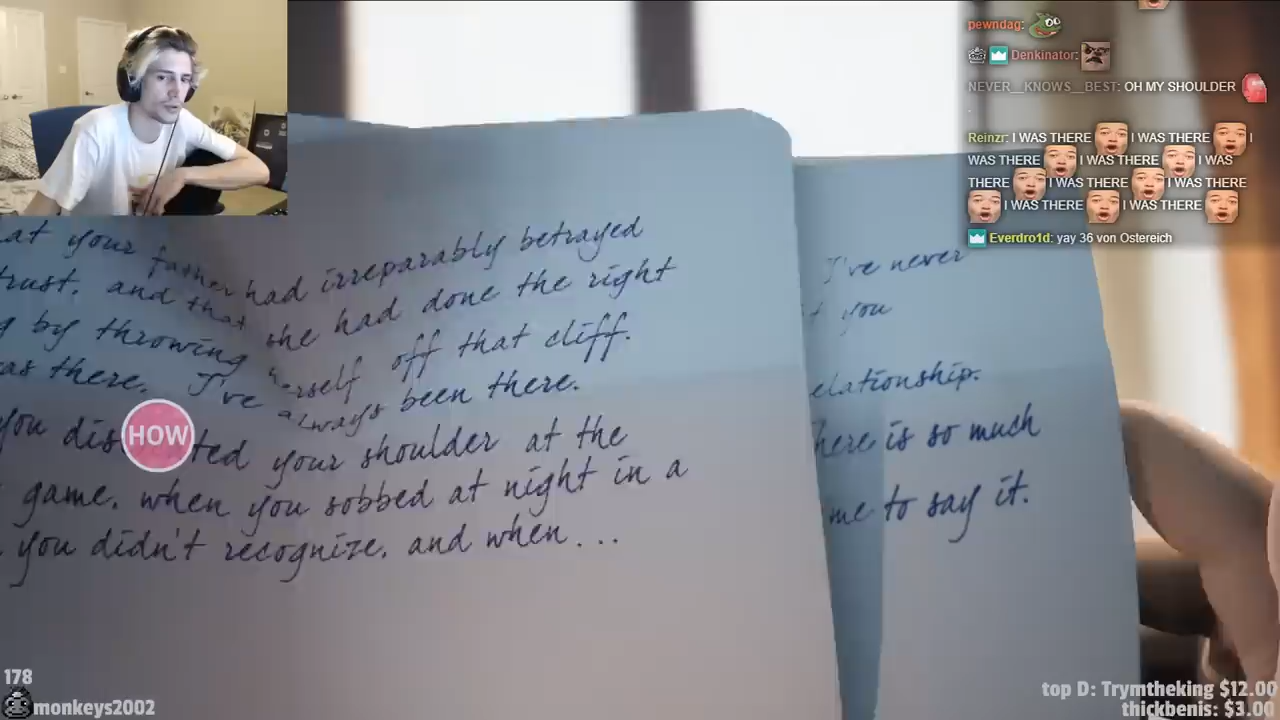 at your father had irreparably betrayed
trust. and that she had done the right
g by throwing herself off that cliff.
as there. I've always been there.
you dis ted your shoulder at the
game. when you sobbed at night in a
you didn't recognize. and when...
HOW
I've never
t you
elationship.
here is so much
me to say it.
pewndag:
Denkinator:
NEVER__KNOWS__BEST: OH MY SHOULDER
Reinzr: I WAS THERE I WAS THERE I
WAS THERE I WAS THERE I WAS
THERE I WAS THERE I WAS THERE
I WAS THERE I WAS THERE
Everdro1d: yay 36 von Ostereich
178
monkeys2002
top D: Trymtheking $12.00
thickbenis: $3.00